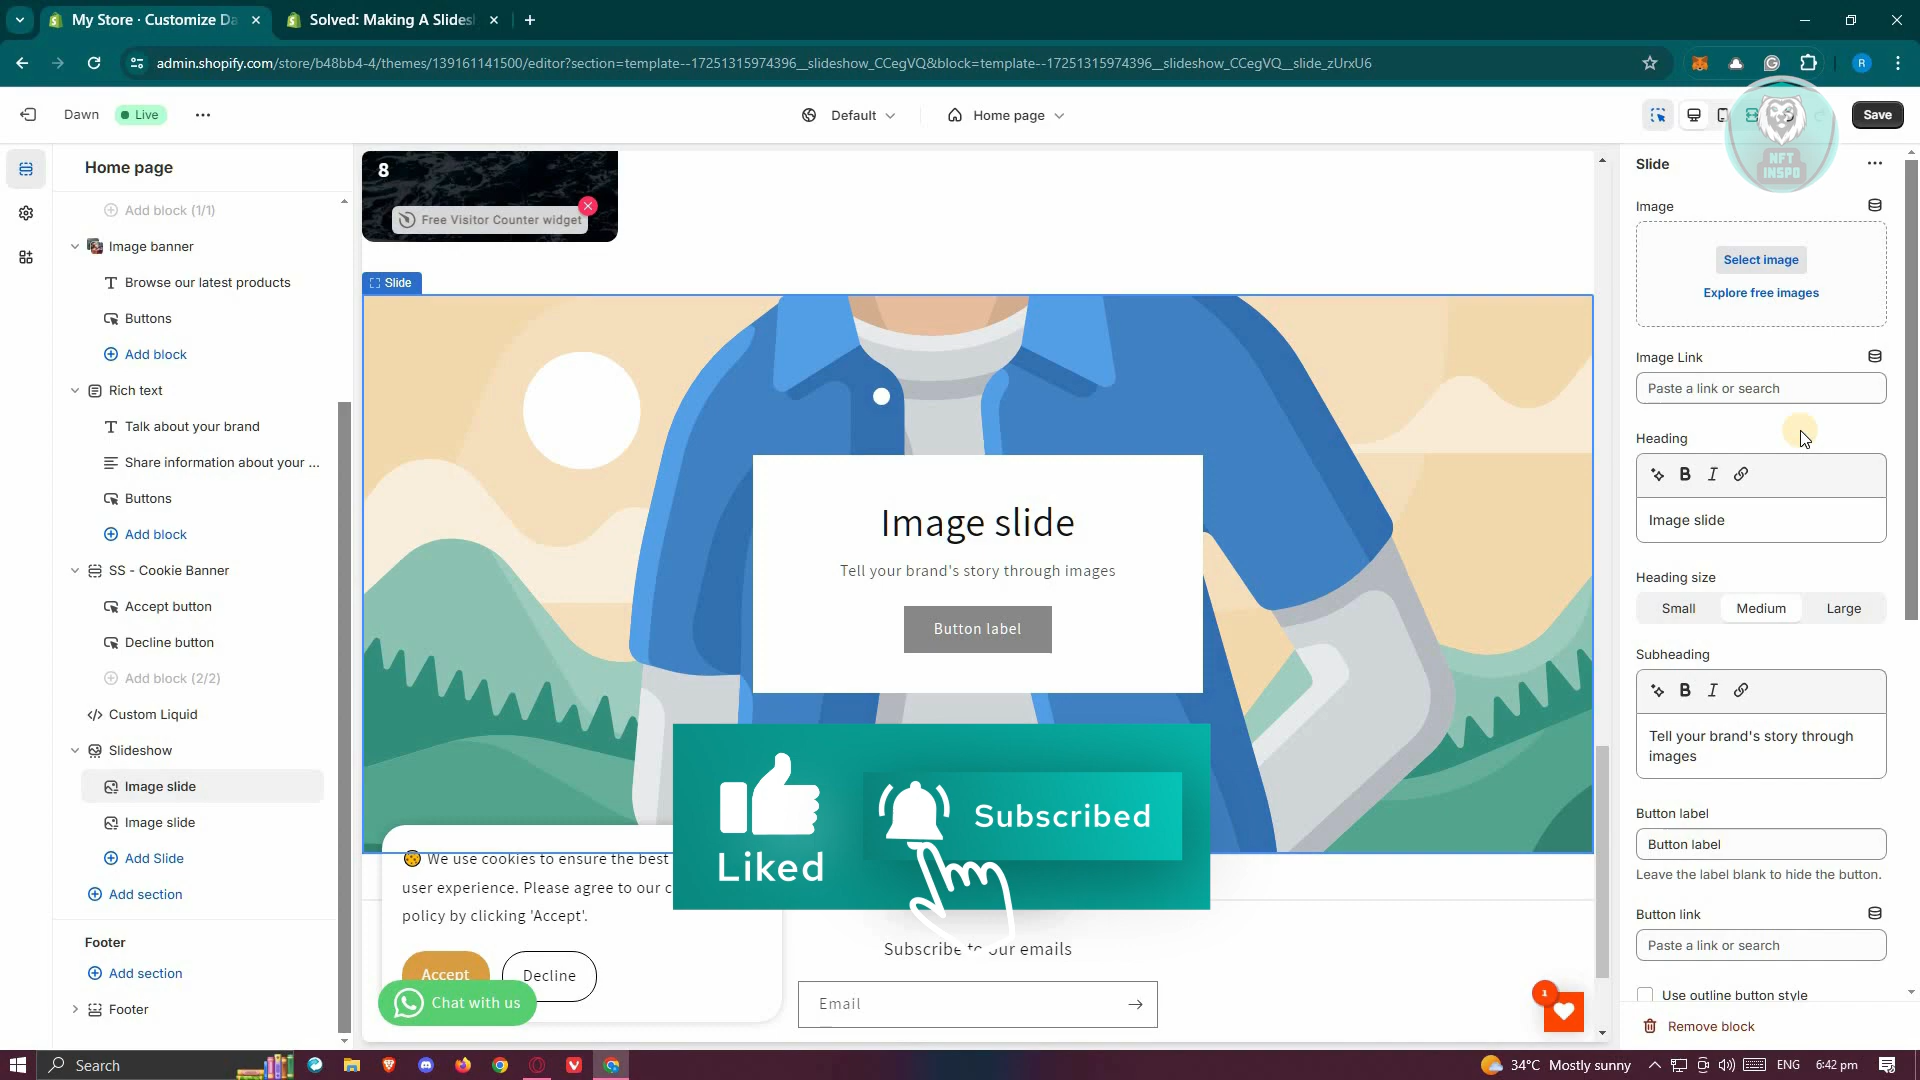 My Store · Customize Da
Solved: Making A Slides
admin.shopify.com/store/b48bb4-4/themes/139161141500/editor?section=template--17251315974396__slideshow_CCegVQ&block=template--17251315974396__slideshow_CCegVQ__slide_zUrxU6
R
Dawn
Live
Default
Home page
Save
NFT
INSPO
Home page
Add block (1/1)
Image banner
Browse our latest products
Buttons
Add block
Rich text
Talk about your brand
Share information about your ...
Buttons
Add block
SS - Cookie Banner
Accept button
Decline button
Add block (2/2)
Custom Liquid
Slideshow
Image slide
Image slide
Add Slide
Add section
Footer
Add section
Footer
8
Free Visitor Counter widget
Slide
Image slide
Tell your brand's story through images
Button label
Liked
Subscribed
We use cookies to ensure the best
user experience. Please agree to our c
policy by clicking 'Accept'.
Accept
Decline
Chat with us
Subscribe to our emails
Email
1
Slide
Image
Select image
Explore free images
Image Link
Paste a link or search
Heading
B I
Image slide
Heading size
Small
Medium
Large
Subheading
B I
Tell your brand's story through
images
Button label
Button label
Leave the label blank to hide the button.
Button link
Paste a link or search
Use outline button style
Remove block
Search
34°C Mostly sunny
ENG
6:42 pm